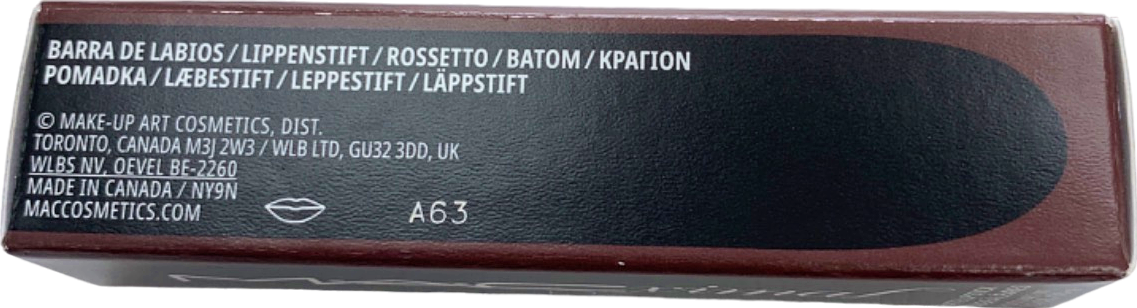 BARRA DE LABIOS / LIPPENSTIFT / ROSSETTO / BATOM / ΚΡΑΓΙΟΝ
POMADKA / LÆBESTIFT / LEPPESTIFT / LÄPPSTIFT
© MAKE-UP ART COSMETICS, DIST.
TORONTO, CANADA M3J 2W3 / WLB LTD, GU32 3DD, UK
WLBS NV, OEVEL BE-2260
MADE IN CANADA / NY9N
MACCOSMETICS.COM
A63